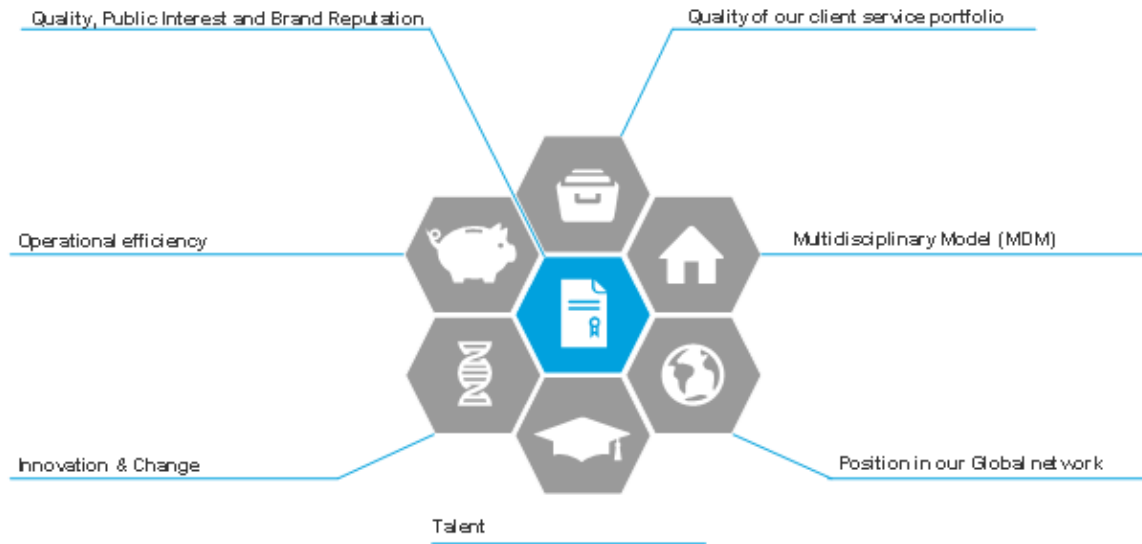 Quality, Public Interest and Brand Reputation
Quality of our client service portfolio
Operational efficiency
Multidisciplinary Model (MDM)
Innovation & Change
Position in our Global network
Talent